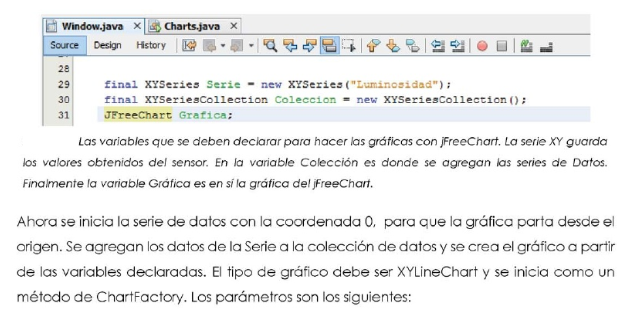 Window.java × Charts.java ×
Source Design History
28
29 final XYSeries Serie = new XYSeries("Luminosidad");
30 final XYSeriesCollection Coleccion = new XYSeriesCollection();
31 JFreeChart Grafica;
Las variables que se deben declarar para hacer las gráficas con jFreeChart. La serie XY guarda
los valores obtenidos del sensor. En la variable Colección es donde se agregan las series de Datos.
Finalmente la variable Gráfica es en sí la gráfica del jFreeChart.
Ahora se inicia la serie de datos con la coordenada 0, para que la gráfica parta desde el
origen. Se agregan los datos de la Serie a la colección de datos y se crea el gráfico a partir
de las variables declaradas. El tipo de gráfico debe ser XYLineChart y se inicia como un
método de ChartFactory. Los parámetros son los siguientes: